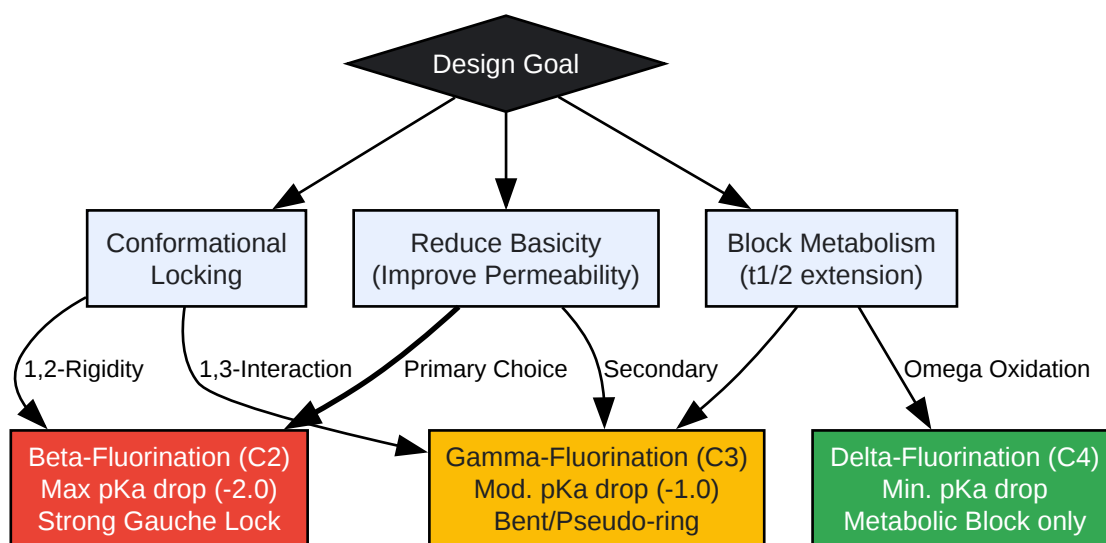 Design Goal
Conformational
Locking
Reduce Basicity
(Improve Permeability)
Block Metabolism
(t1/2 extension)
1,2-Rigidity
1,3-Interaction
Primary Choice
Secondary
Omega Oxidation
Beta-Fluorination (C2)
Max pKa drop (-2.0)
Strong Gauche Lock
Gamma-Fluorination (C3)
Mod. pKa drop (-1.0)
Bent/Pseudo-ring
Delta-Fluorination (C4)
Min. pKa drop
Metabolic Block only